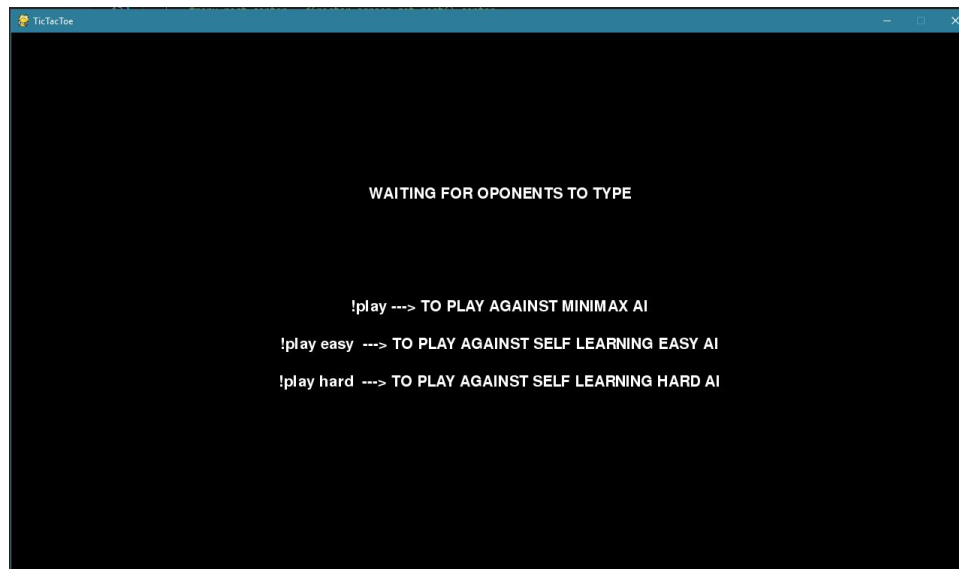 TicTacToe
WAITING FOR OPONENTS TO TYPE
!play ---> TO PLAY AGAINST MINIMAX AI
!play easy ---> TO PLAY AGAINST SELF LEARNING EASY AI
!play hard ---> TO PLAY AGAINST SELF LEARNING HARD AI